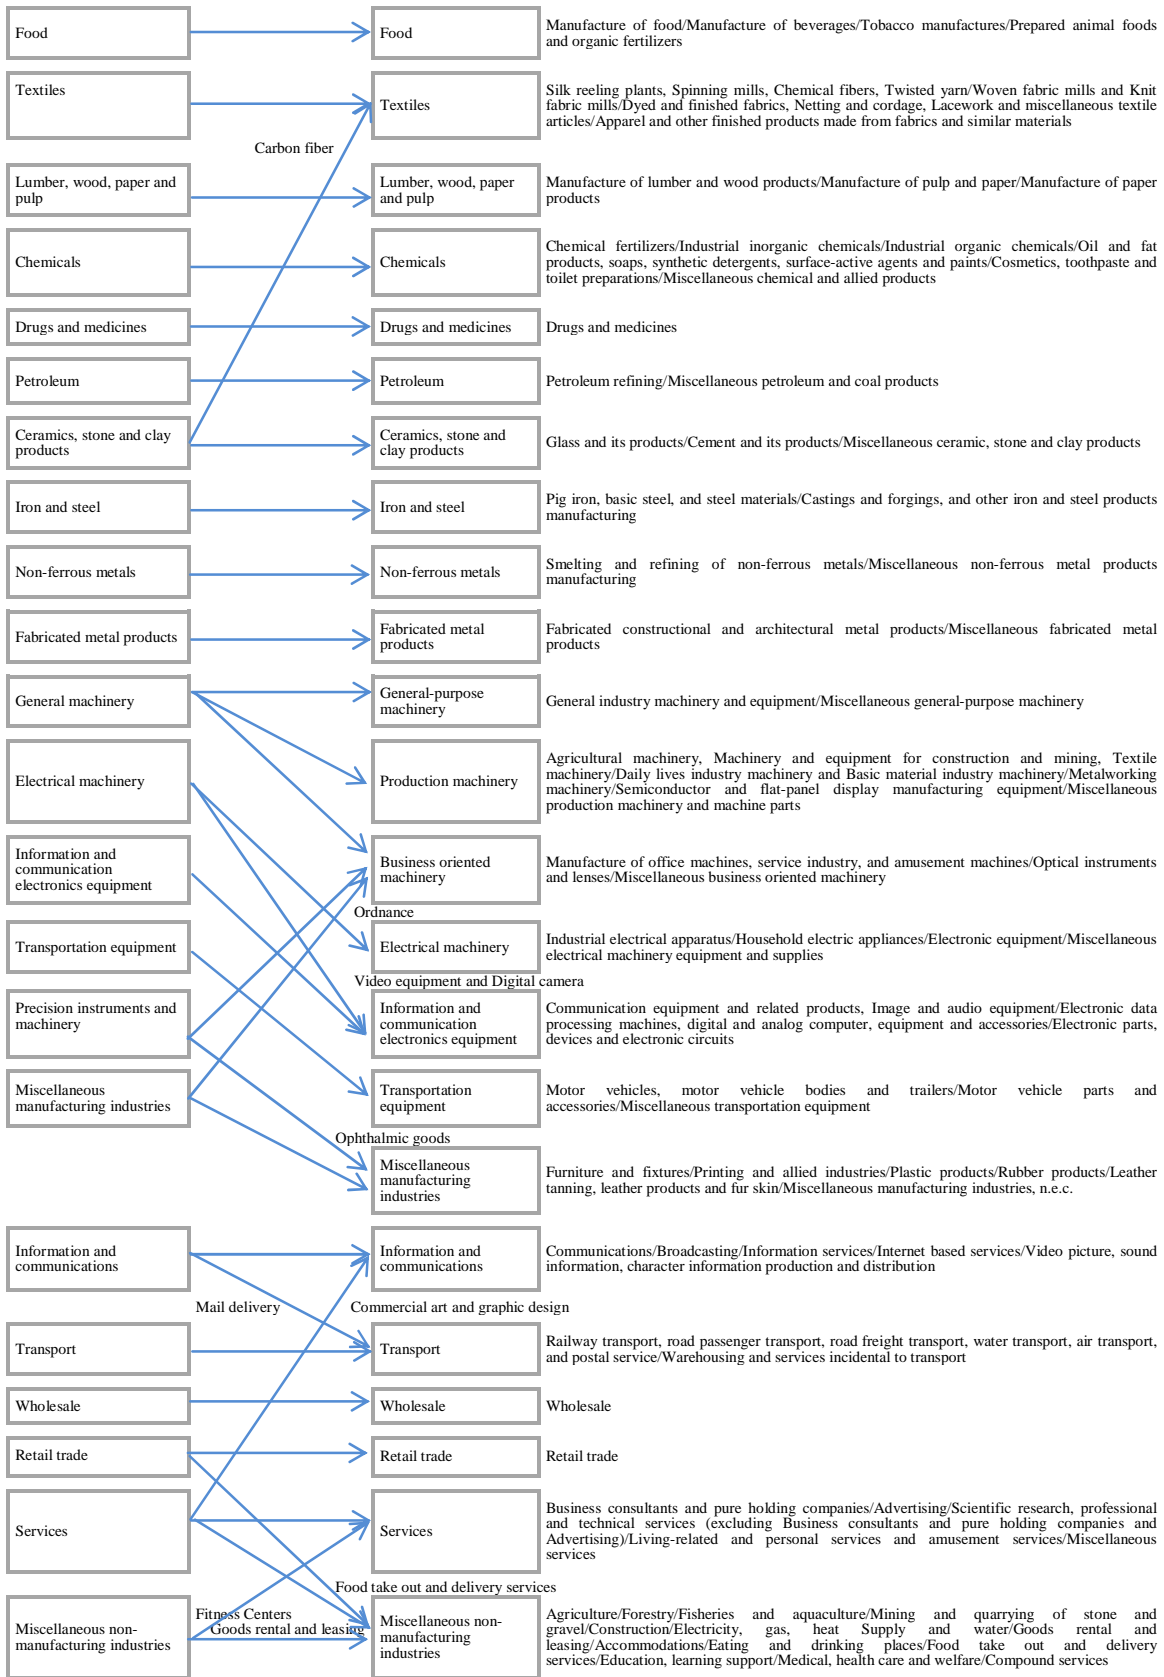 Food
Food
Manufacture of food/Manufacture of beverages/Tobacco manufactures/Prepared animal foods
and organic fertilizers
Textiles
Textiles
Silk reeling plants, Spinning mills, Chemical fibers, Twisted yarn/Woven fabric mills and Knit
fabric mills/Dyed and finished fabrics, Netting and cordage, Lacework and miscellaneous textile
articles/Apparel and other finished products made from fabrics and similar materials
Carbon fiber
Lumber, wood, paper and
pulp
Lumber, wood, paper
and pulp
Manufacture of lumber and wood products/Manufacture of pulp and paper/Manufacture of paper
products
Chemicals
Chemicals
Chemical fertilizers/Industrial inorganic chemicals/Industrial organic chemicals/Oil and fat
products, soaps, synthetic detergents, surface-active agents and paints/Cosmetics, toothpaste and
toilet preparations/Miscellaneous chemical and allied products
Drugs and medicines
Drugs and medicines
Drugs and medicines
Petroleum
Petroleum
Petroleum refining/Miscellaneous petroleum and coal products
Ceramics, stone and clay
products
Ceramics, stone and
clay products
Glass and its products/Cement and its products/Miscellaneous ceramic, stone and clay products
Iron and steel
Iron and steel
Pig iron, basic steel, and steel materials/Castings and forgings, and other iron and steel products
manufacturing
Non-ferrous metals
Non-ferrous metals
Smelting and refining of non-ferrous metals/Miscellaneous non-ferrous metal products
manufacturing
Fabricated metal products
Fabricated metal
products
Fabricated constructional and architectural metal products/Miscellaneous fabricated metal
products
General machinery
General-purpose
machinery
General industry machinery and equipment/Miscellaneous general-purpose machinery
Electrical machinery
Production machinery
Agricultural machinery, Machinery and equipment for construction and mining, Textile
machinery/Daily lives industry machinery and Basic material industry machinery/Metalworking
machinery/Semiconductor and flat-panel display manufacturing equipment/Miscellaneous
production machinery and machine parts
Information and
communication
electronics equipment
Business oriented
machinery
Manufacture of office machines, service industry, and amusement machines/Optical instruments
and lenses/Miscellaneous business oriented machinery
Ordnance
Transportation equipment
Electrical machinery
Industrial electrical apparatus/Household electric appliances/Electronic equipment/Miscellaneous
electrical machinery equipment and supplies
Video equipment and Digital camera
Precision instruments and
machinery
Information and
communication
electronics equipment
Communication equipment and related products, Image and audio equipment/Electronic data
processing machines, digital and analog computer, equipment and accessories/Electronic parts,
devices and electronic circuits
Miscellaneous
manufacturing industries
Transportation
equipment
Motor vehicles, motor vehicle bodies and trailers/Motor vehicle parts and
accessories/Miscellaneous transportation equipment
Ophthalmic goods
Miscellaneous
manufacturing
industries
Furniture and fixtures/Printing and allied industries/Plastic products/Rubber products/Leather
tanning, leather products and fur skin/Miscellaneous manufacturing industries, n.e.c.
Information and
communications
Information and
communications
Communications/Broadcasting/Information services/Internet based services/Video picture, sound
information, character information production and distribution
Mail delivery
Commercial art and graphic design
Transport
Transport
Railway transport, road passenger transport, road freight transport, water transport, air transport,
and postal service/Warehousing and services incidental to transport
Wholesale
Wholesale
Wholesale
Retail trade
Retail trade
Retail trade
Services
Services
Business consultants and pure holding companies/Advertising/Scientific research, professional
and technical services (excluding Business consultants and pure holding companies and
Advertising)/Living-related and personal services and amusement services/Miscellaneous
services
Food take out and delivery services
Fitness Centers
Goods rental and leasing
Miscellaneous non-
manufacturing industries
Miscellaneous non-
manufacturing
industries
Agriculture/Forestry/Fisheries and aquaculture/Mining and quarrying of stone and
gravel/Construction/Electricity, gas, heat Supply and water/Goods rental and
leasing/Accommodations/Eating and drinking places/Food take out and delivery
services/Education, learning support/Medical, health care and welfare/Compound services